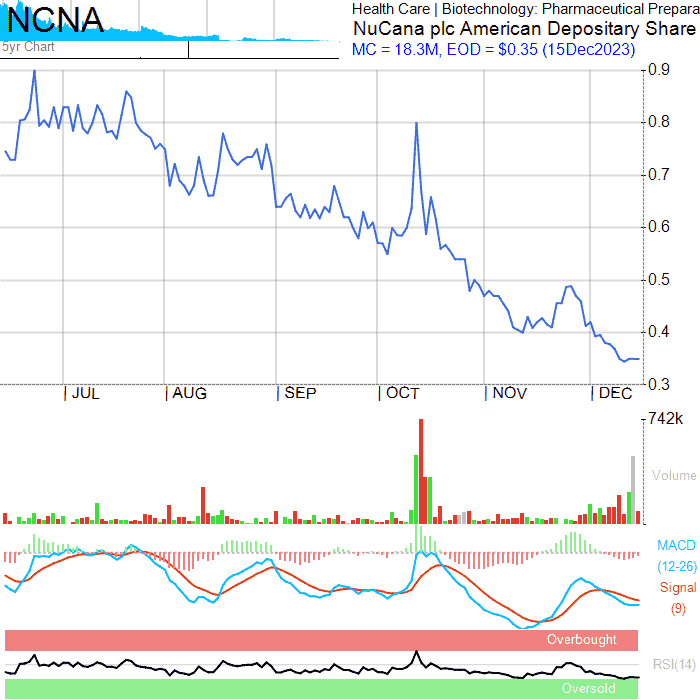 NCNA
5yr Chart
Health Care | Biotechnology: Pharmaceutical Prepara
NuCana plc American Depositary Share
MC = 18.3M, EOD = $0.35 (15Dec2023)
0.9
0.8
0.7
0.6
0.5
0.4
0.3
JUL
AUG
SEP
OCT
NOV
DEC
742k
Volume
MACD
(12-26)
Signal
(9)
Overbought
RSI(14)
Oversold